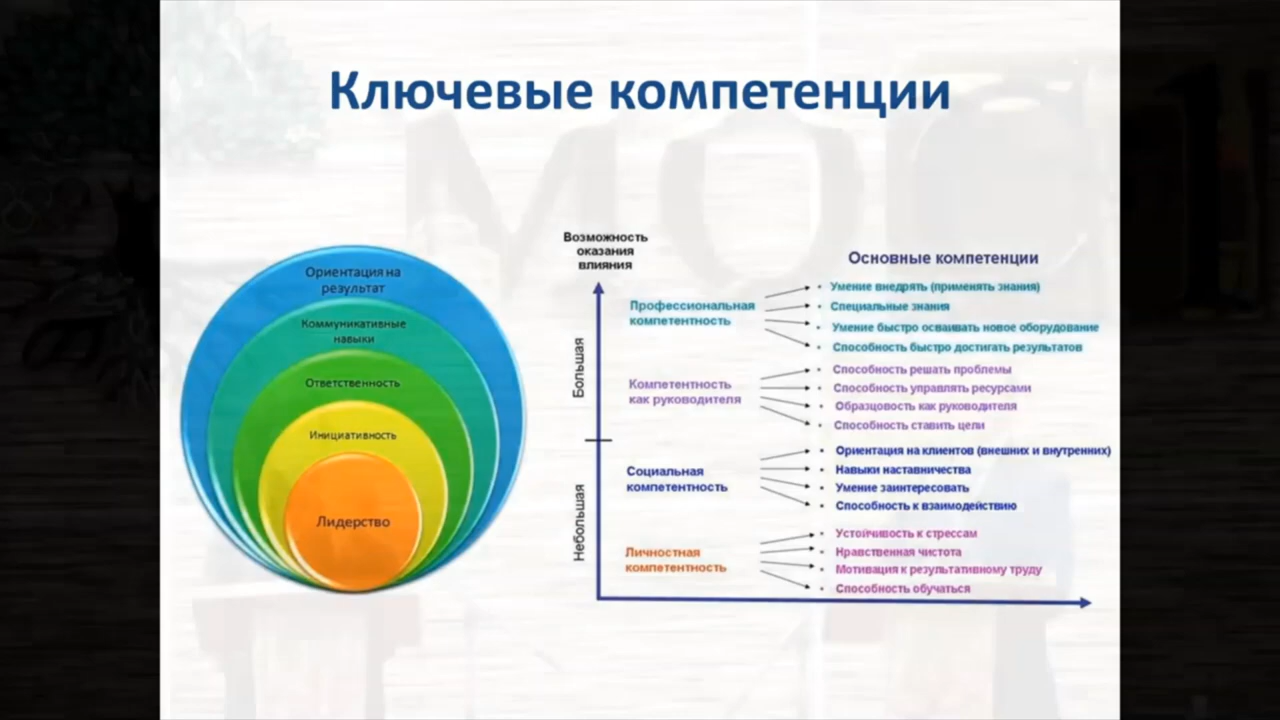 Ключевые компетенции
Ориентация на
результат
Коммуникативные
навыки
Ответственность
Инициативность
Лидерство
Возможность
оказания
влияния
Большая
Небольшая
Основные компетенции
Профессиональная
компетентность
Умение внедрять (применять знания)
Специальные знания
Умение быстро осваивать новое оборудование
Способность быстро достигать результатов
Компетентность
как руководителя
Способность решать проблемы
Способность управлять ресурсами
Образцовость как руководителя
Способность ставить цели
Социальная
компетентность
Ориентация на клиентов (внешних и внутренних)
Навыки наставничества
Умение заинтересовать
Способность к взаимодействию
Личностная
компетентность
Устойчивость к стрессам
Нравственная чистота
Мотивация к результативному труду
Способность обучаться